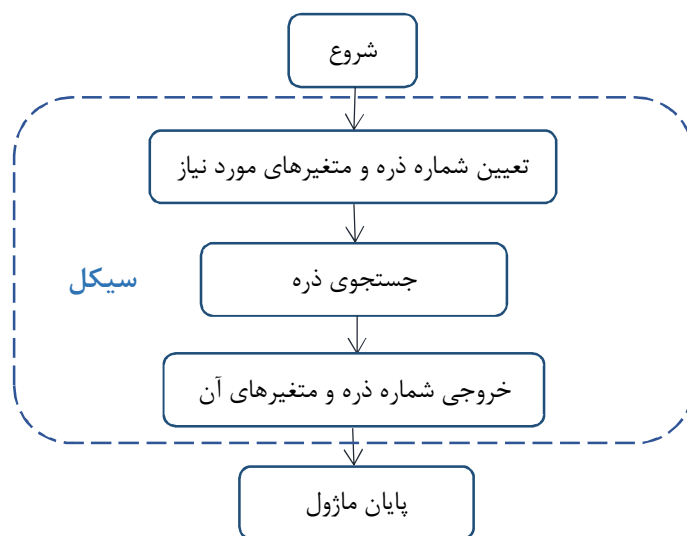 شروع
تعیین شماره ذره و متغیرهای مورد نیاز
جستجوی ذره
سیکل
خروجی شماره ذره و متغیرهای آن
پایان ماژول